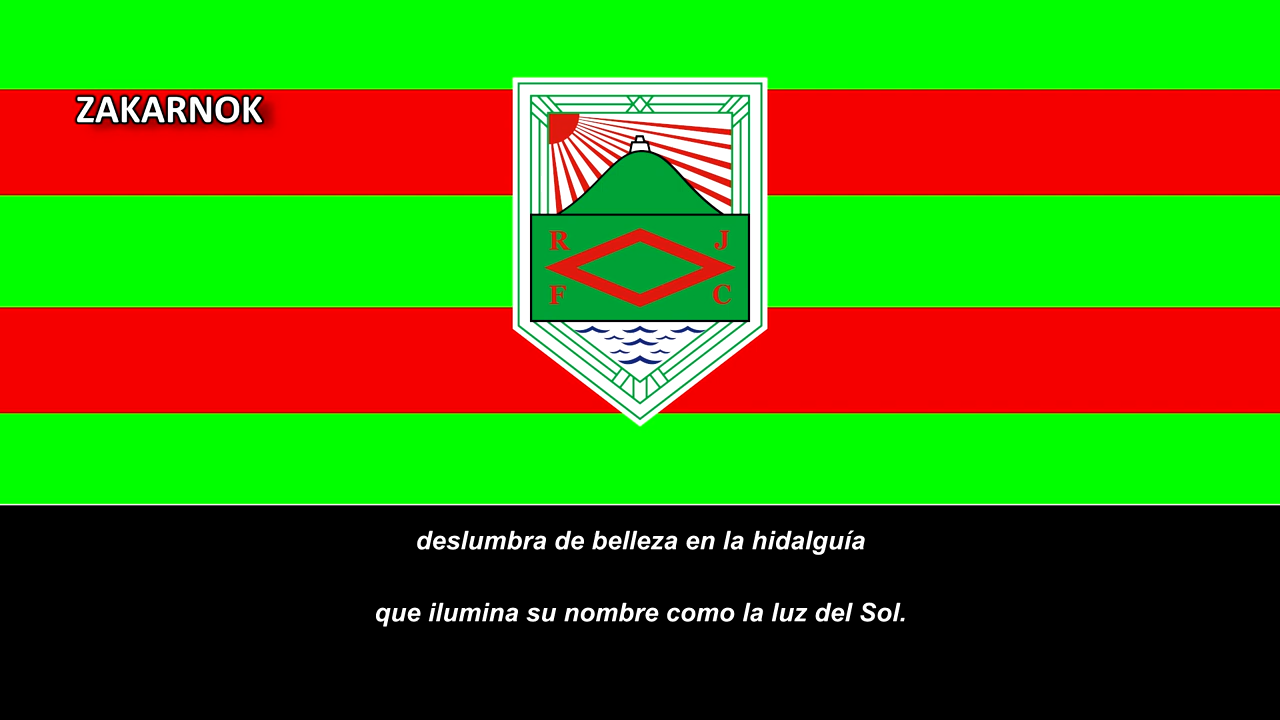 ZAKARNOK
R J
F C
deslumbra de belleza en la hidalguía
que ilumina su nombre como la luz del Sol.